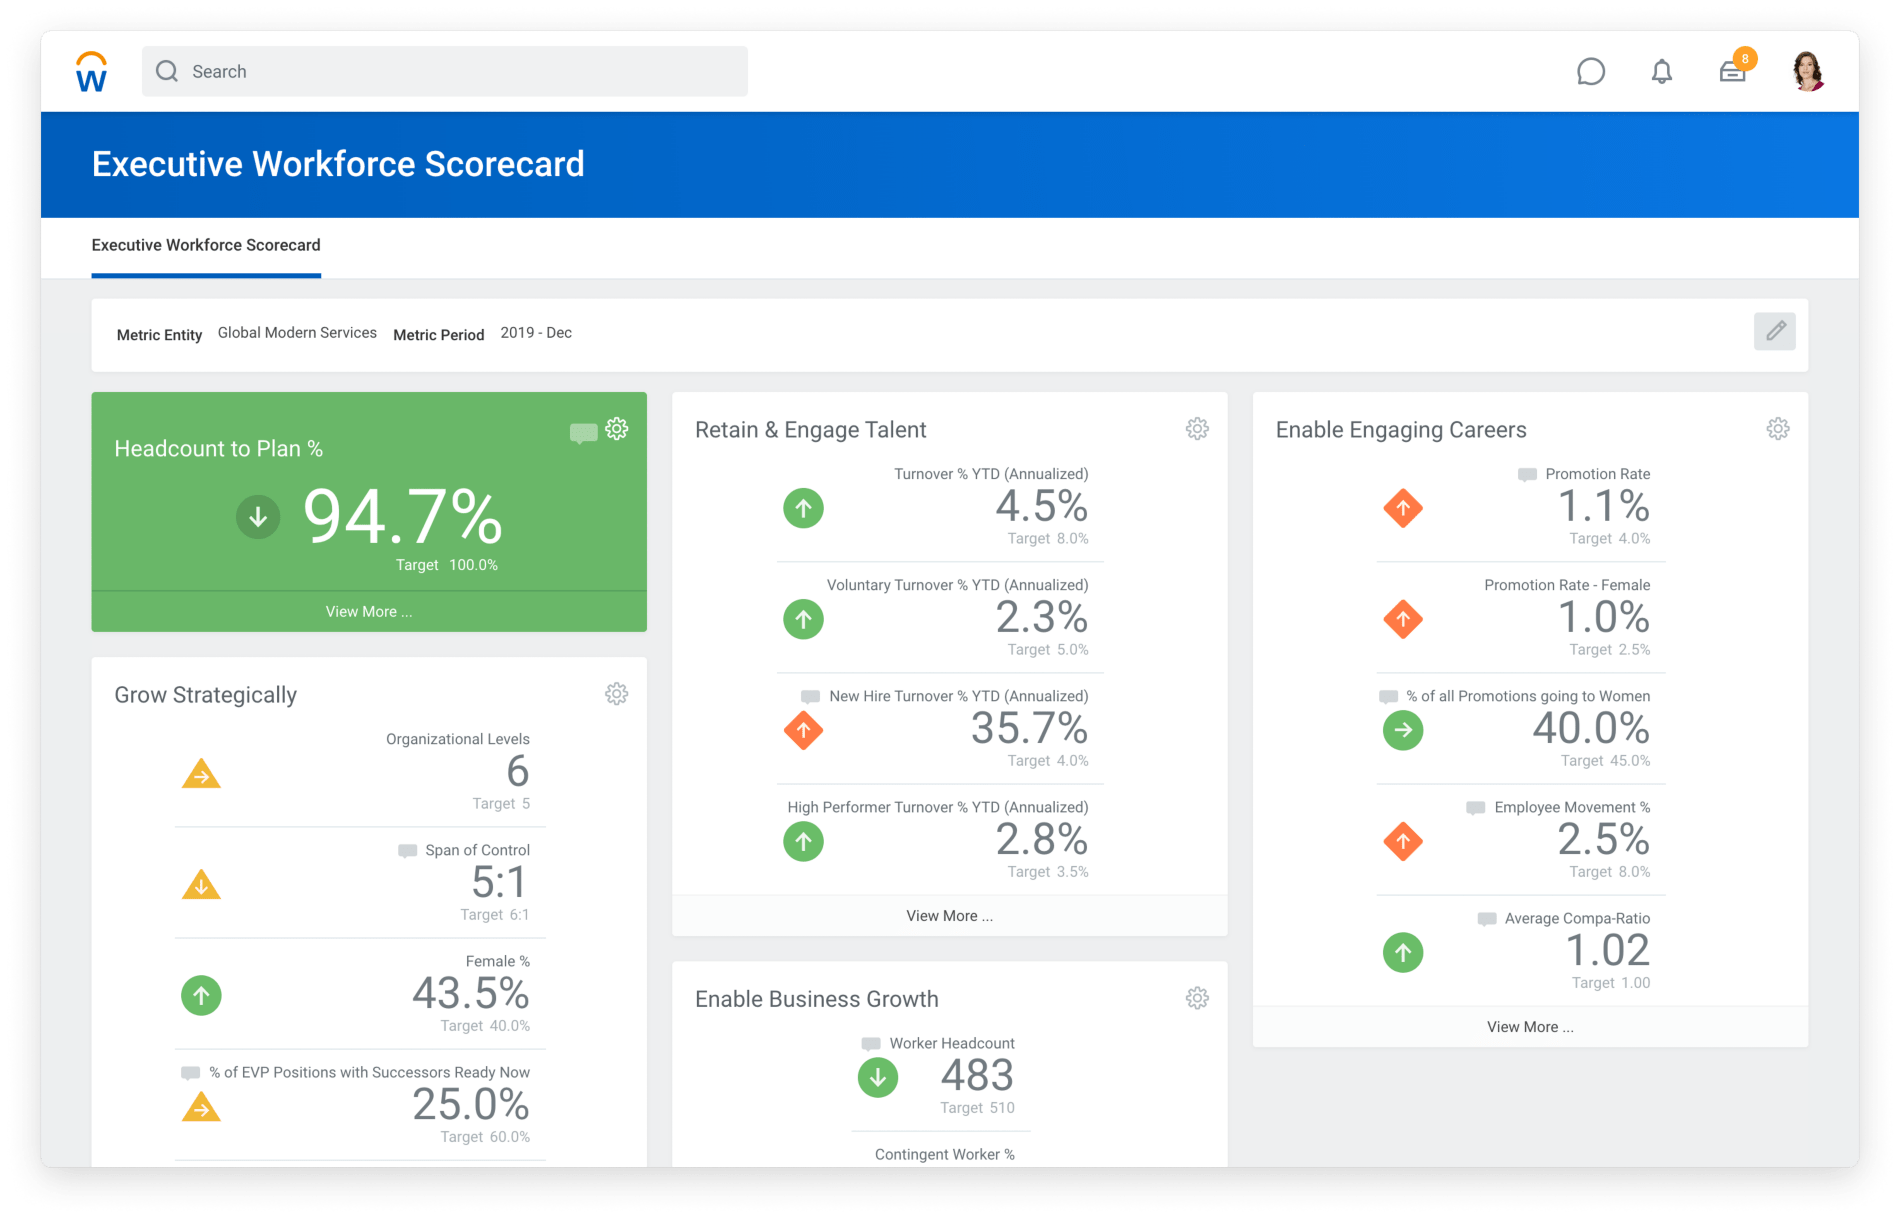 W
Search
8
Executive Workforce Scorecard
Executive Workforce Scorecard
Metric Entity Global Modern Services Metric Period 2019 - Dec
Headcount to Plan %
94.7%
Target 100.0%
View More ...
Grow Strategically
Organizational Levels
6
Target 5
Span of Control
5:1
Target 6:1
Female %
43.5%
Target 40.0%
% of EVP Positions with Successors Ready Now
25.0%
Target 60.0%
Retain & Engage Talent
Turnover % YTD (Annualized)
4.5%
Target 8.0%
Voluntary Turnover % YTD (Annualized)
2.3%
Target 5.0%
New Hire Turnover % YTD (Annualized)
35.7%
Target 4.0%
High Performer Turnover % YTD (Annualized)
2.8%
Target 3.5%
View More ...
Enable Business Growth
Worker Headcount
483
Target 510
Contingent Worker %
Enable Engaging Careers
Promotion Rate
1.1%
Target 4.0%
Promotion Rate - Female
1.0%
Target 2.5%
% of all Promotions going to Women
40.0%
Target 45.0%
Employee Movement %
2.5%
Target 8.0%
Average Compa-Ratio
1.02
Target 1.00
View More ...